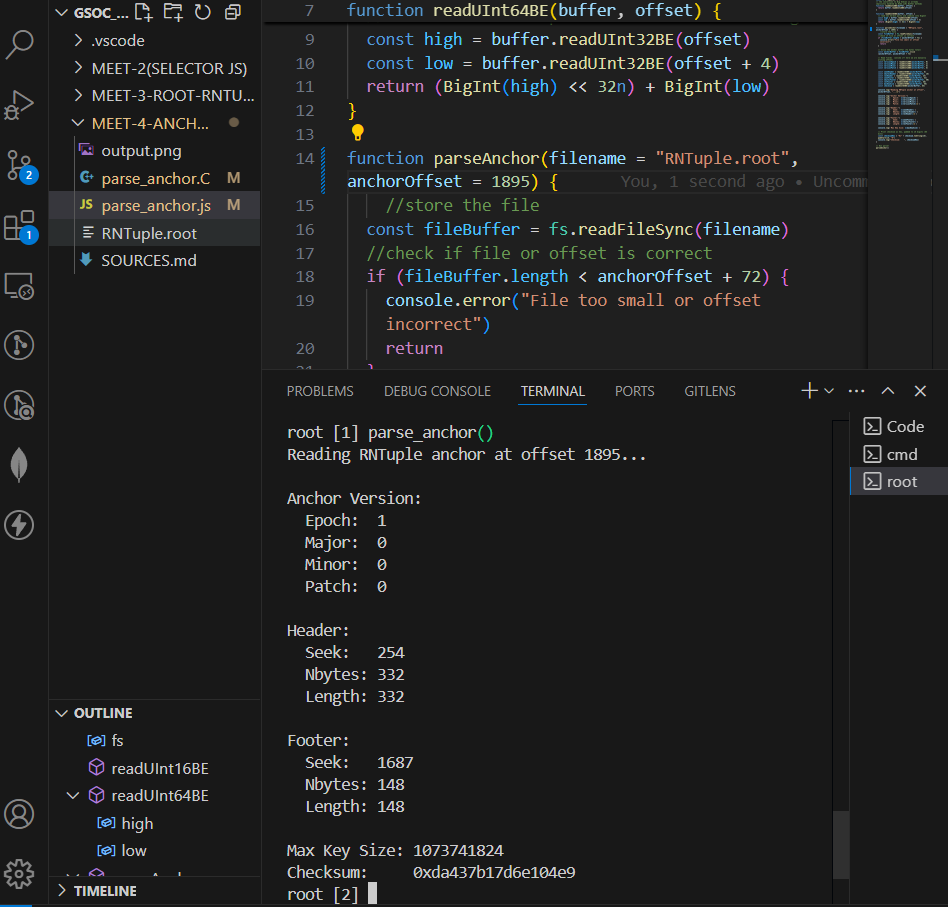 GSOC_...
.vscode
MEET-2(SELECTOR JS)
MEET-3-ROOT-RNTU...
MEET-4-ANCH...
output.png
parse_anchor.C M
JS parse_anchor.js M
RNTuple.root
SOURCES.md
2
1
OUTLINE
fs
readUInt16BE
readUInt64BE
high
low
TIMELINE
7 function readUInt64BE(buffer, offset) {
9 const high = buffer.readUInt32BE(offset)
10 const low = buffer.readUInt32BE(offset + 4)
11 return (BigInt(high) << 32n) + BigInt(low)
12 }
13
14 function parseAnchor(filename = "RNTuple.root",
anchorOffset = 1895) { You, 1 second ago • Uncomm
15 //store the file
16 const fileBuffer = fs.readFileSync(filename)
17 //check if file or offset is correct
18 if (fileBuffer.length < anchorOffset + 72) {
19 console.error("File too small or offset
incorrect")
20 return
PROBLEMS DEBUG CONSOLE TERMINAL PORTS GITLENS
root [1] parse_anchor()
Reading RNTuple anchor at offset 1895...
Anchor Version:
Epoch: 1
Major: 0
Minor: 0
Patch: 0
Header:
Seek: 254
Nbytes: 332
Length: 332
Footer:
Seek: 1687
Nbytes: 148
Length: 148
Max Key Size: 1073741824
Checksum: 0xda437b17d6e104e9
root [2]
Code
cmd
root